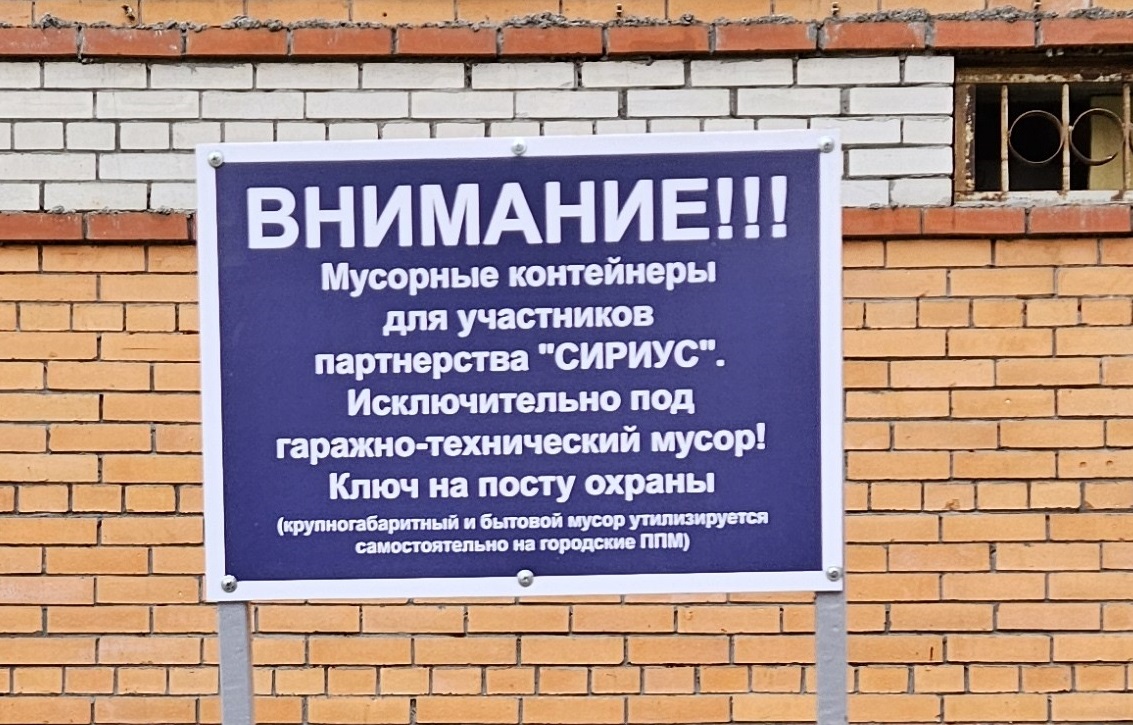 ВНИМАНИЕ!!!
Мусорные контейнеры
для участников
партнерства "СИРИУС".
Исключительно под
гаражно-технический мусор!
Ключ на посту охраны
(крупногабаритный и бытовой мусор утилизируется
самостоятельно на городские ППМ)